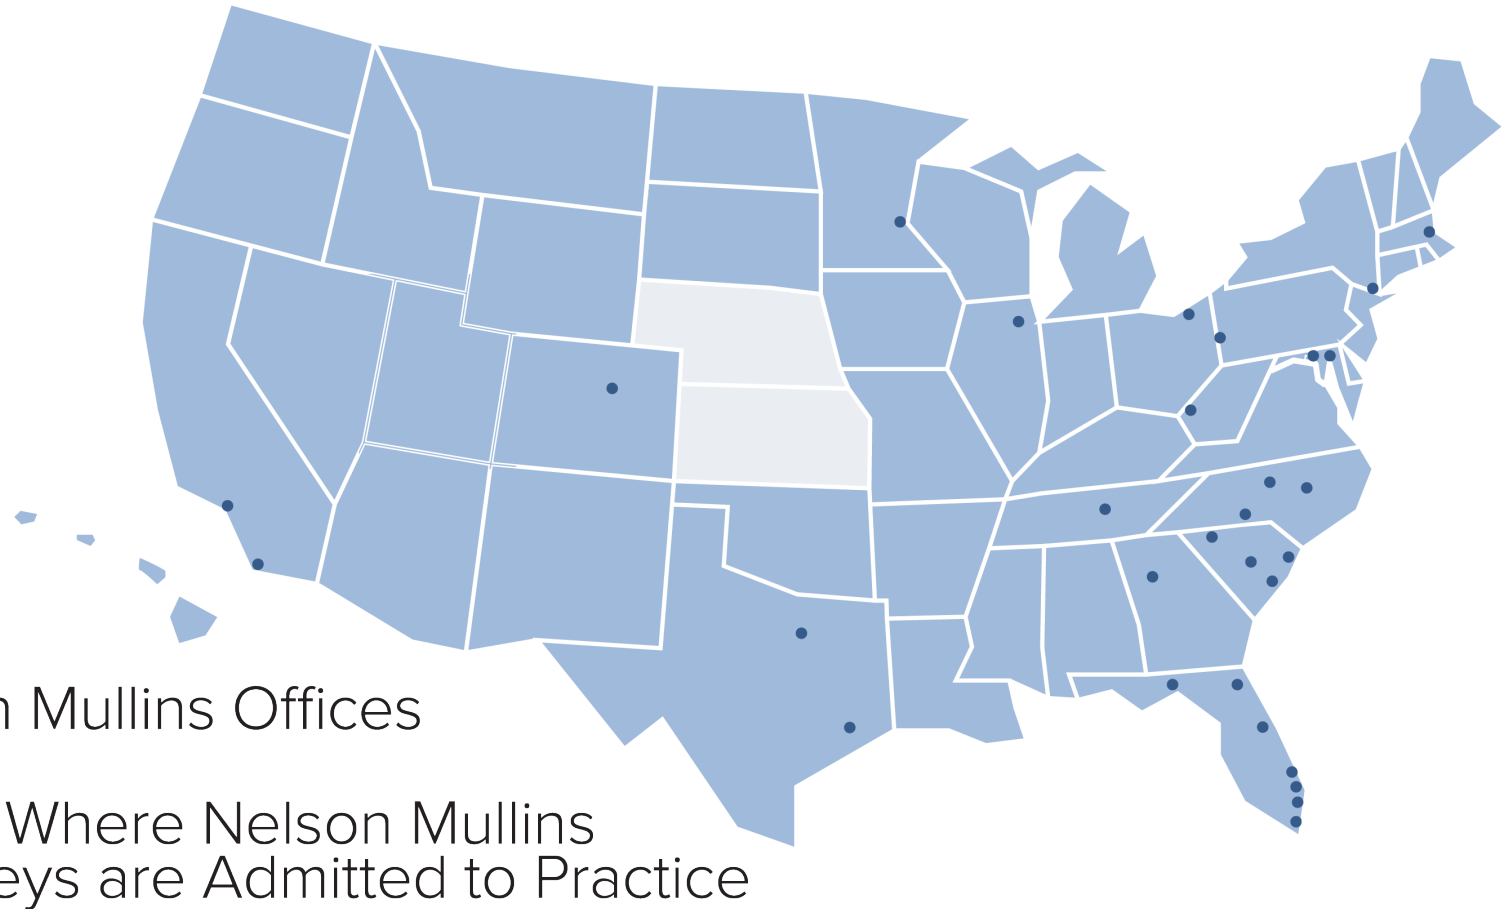 n Mullins Offices
Where Nelson Mullins
eys are Admitted to Practice